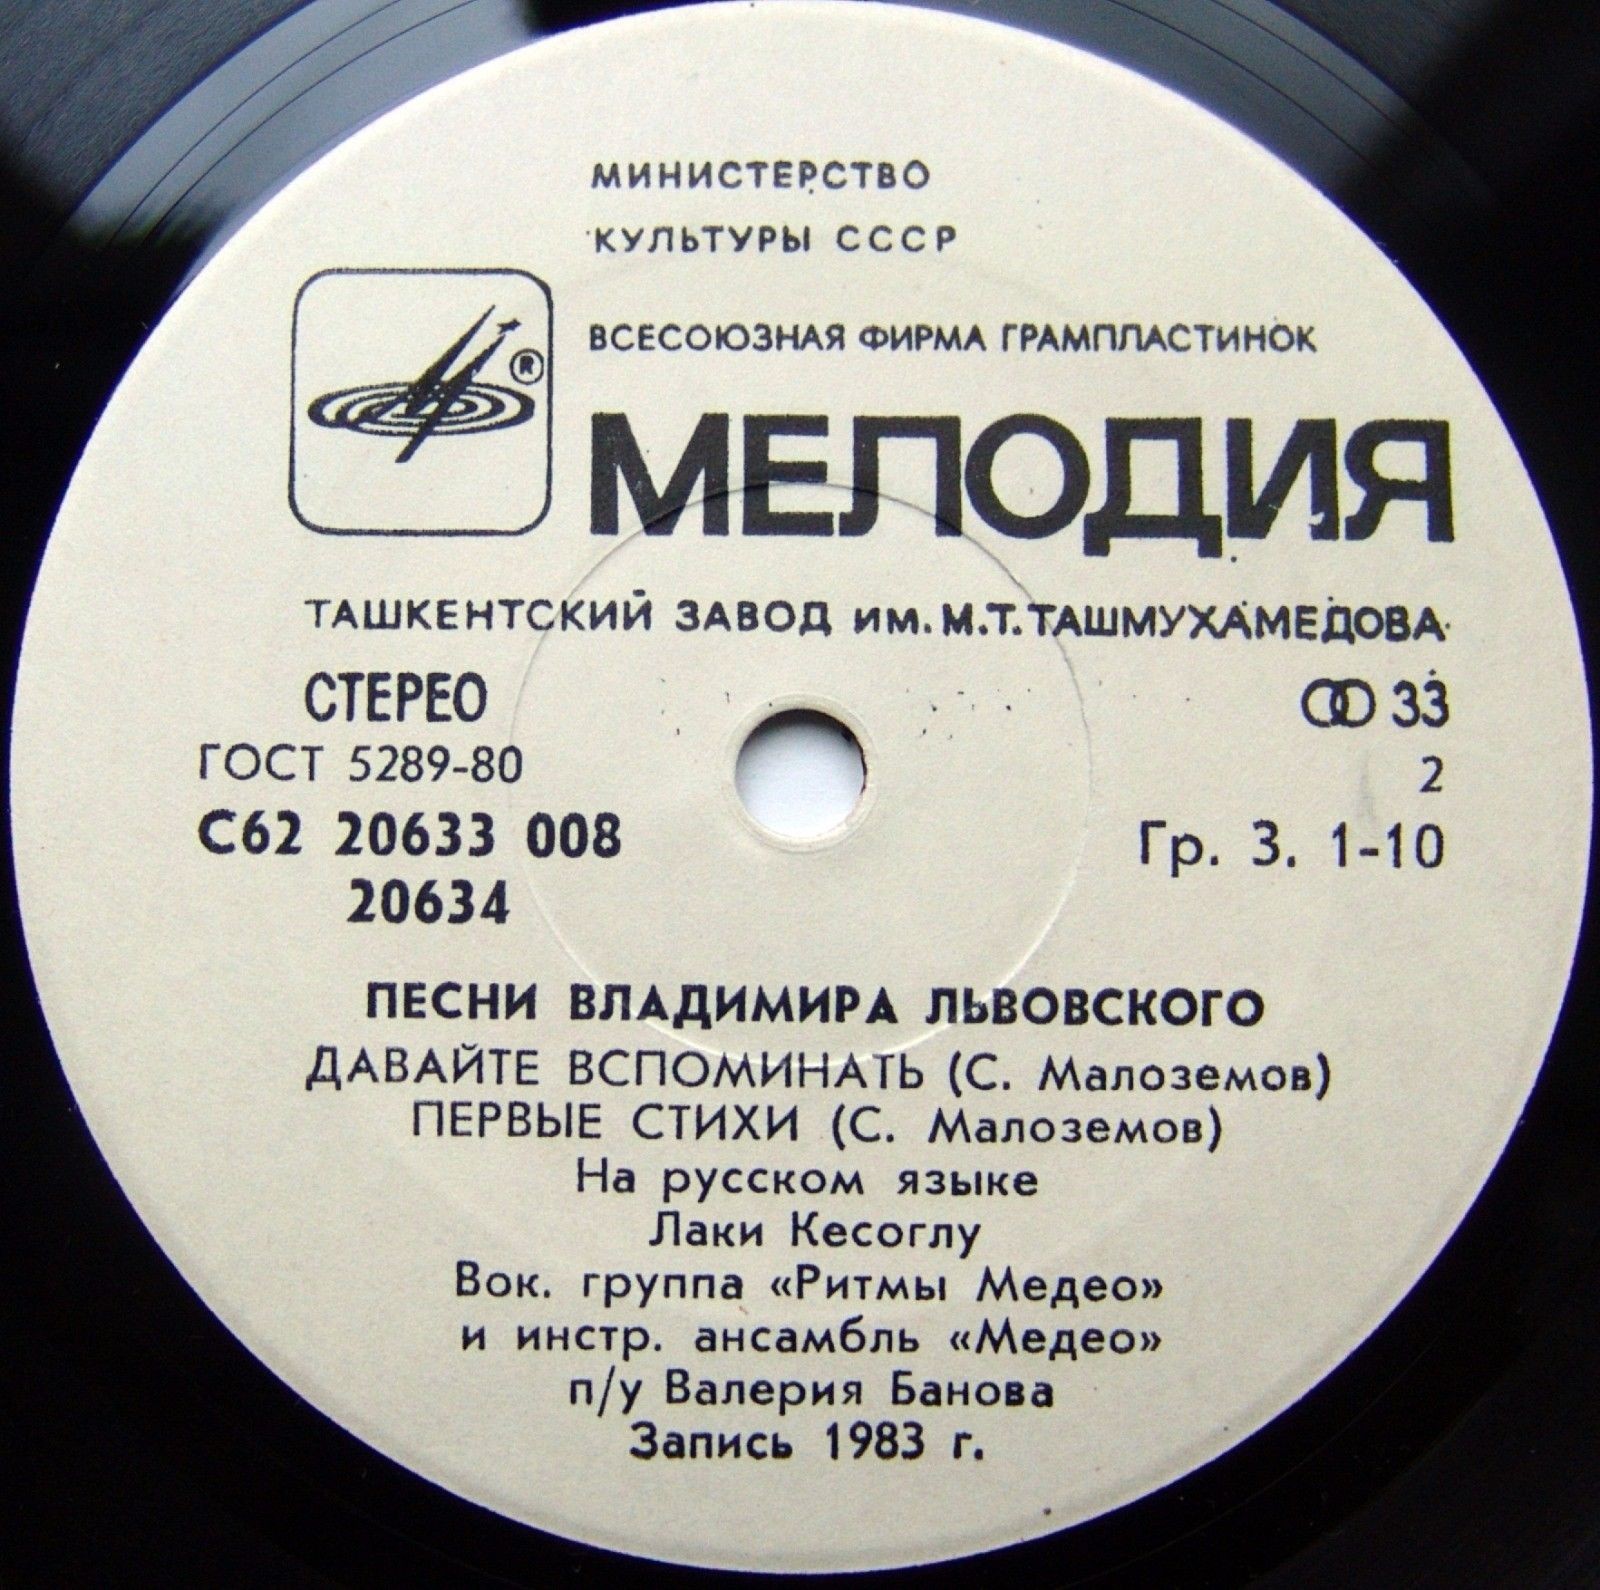 МИНИСТЕРСТВО
КУЛЬТУРЫ СССР
ВСЕСОЮЗНАЯ ФИРМА ГРАМПЛАСТИНОК
®
МЕЛОДИЯ
ТАШКЕНТСКИЙ ЗАВОД им. М.Т. ТАШМУХАМЕДОВА
СТЕРЕО 33
ГОСТ 5289-80 2
С62 20633 008 Гр. 3. 1-10
20634
ПЕСНИ ВЛАДИМИРА ЛЬВОВСКОГО
ДАВАЙТЕ ВСПОМИНАТЬ (С. Малоземов)
ПЕРВЫЕ СТИХИ (С. Малоземов)
На русском языке
Лаки Кесоглу
Вок. группа «Ритмы Медео»
и инстр. ансамбль «Медео»
п/у Валерия Банова
Запись 1983 г.